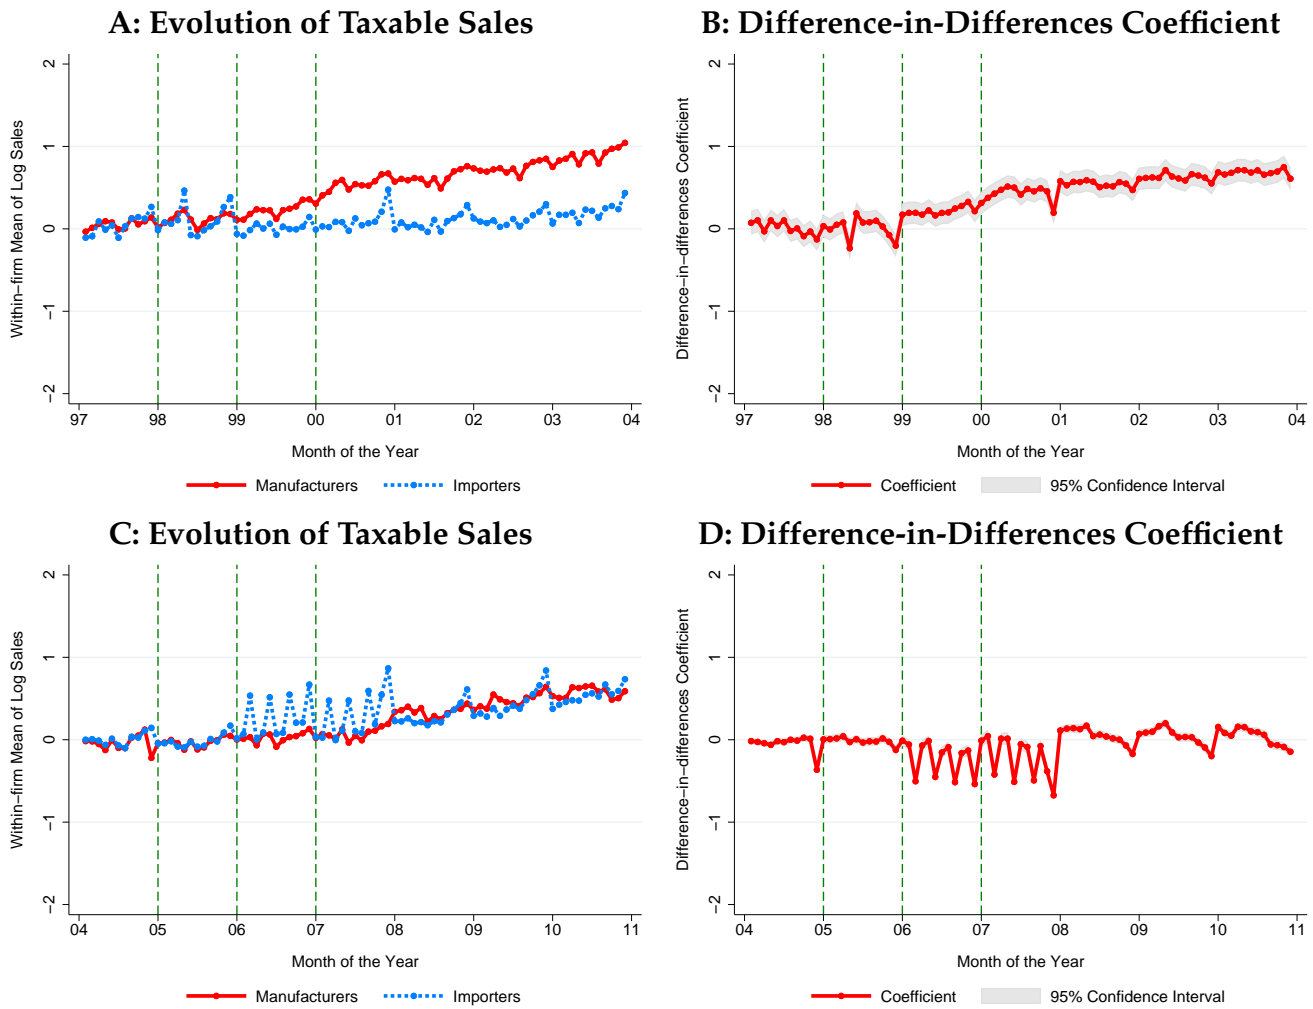 A: Evolution of Taxable Sales
Within−firm Mean of Log Sales
2
1
0
−1
−2
97 98 99 00 01 02 03 04
Month of the Year
Manufacturers Importers
B: Difference-in-Differences Coefficient
Difference−in−differences Coefficient
2
1
0
−1
−2
97 98 99 00 01 02 03 04
Month of the Year
Coefficient 95% Confidence Interval
C: Evolution of Taxable Sales
Within−firm Mean of Log Sales
2
1
0
−1
−2
04 05 06 07 08 09 10 11
Month of the Year
Manufacturers Importers
D: Difference-in-Differences Coefficient
Difference−in−differences Coefficient
2
1
0
−1
−2
04 05 06 07 08 09 10 11
Month of the Year
Coefficient 95% Confidence Interval